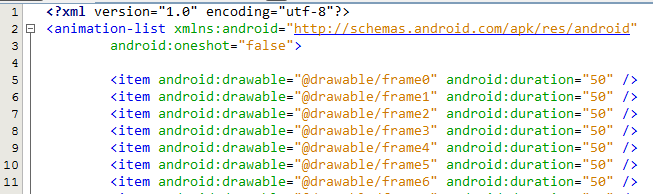 1 <?xml version="1.0" encoding="utf-8"?>
2 <animation-list xmlns:android="http://schemas.android.com/apk/res/android"
3 android:oneshot="false">
4
5 <item android:drawable="@drawable/frame0" android:duration="50" />
6 <item android:drawable="@drawable/frame1" android:duration="50" />
7 <item android:drawable="@drawable/frame2" android:duration="50" />
8 <item android:drawable="@drawable/frame3" android:duration="50" />
9 <item android:drawable="@drawable/frame4" android:duration="50" />
10 <item android:drawable="@drawable/frame5" android:duration="50" />
11 <item android:drawable="@drawable/frame6" android:duration="50" />